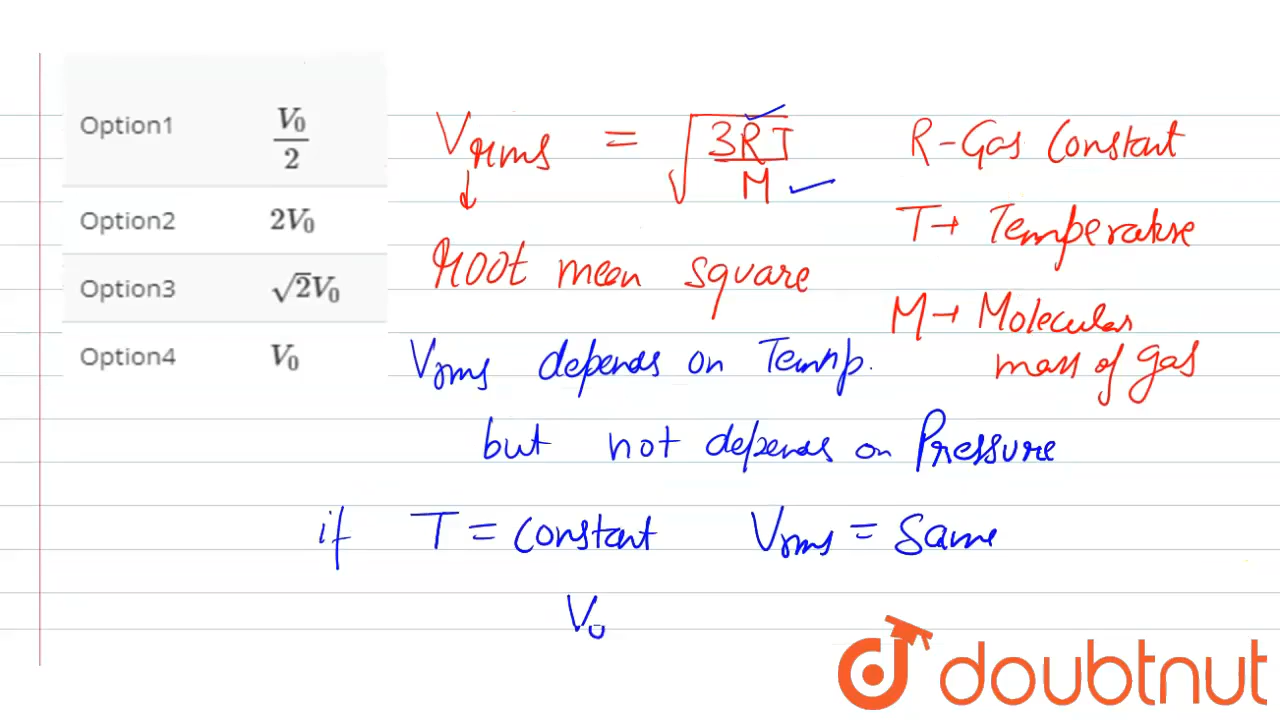 Option1 V₀/2
Option2 2V₀
Option3 √2V₀
Option4 V₀
Vrms = √(3RT/M)
Root mean square
R - Gas Constant
T → Temperature
M → Molecular
mass of gas
Vrms depends on Temp.
but not depends on Pressure
if T = constant Vrms = Same
V₀
doubtnut